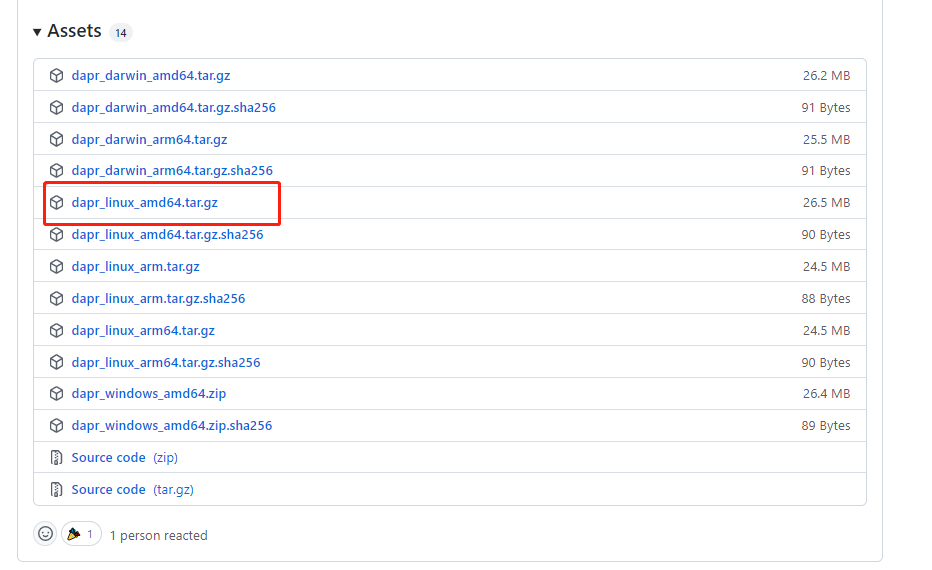 Assets 14
dapr_darwin_amd64.tar.gz 26.2 MB
dapr_darwin_amd64.tar.gz.sha256 91 Bytes
dapr_darwin_arm64.tar.gz 25.5 MB
dapr_darwin_arm64.tar.gz.sha256 91 Bytes
dapr_linux_amd64.tar.gz 26.5 MB
dapr_linux_amd64.tar.gz.sha256 90 Bytes
dapr_linux_arm.tar.gz 24.5 MB
dapr_linux_arm.tar.gz.sha256 88 Bytes
dapr_linux_arm64.tar.gz 24.5 MB
dapr_linux_arm64.tar.gz.sha256 90 Bytes
dapr_windows_amd64.zip 26.4 MB
dapr_windows_amd64.zip.sha256 89 Bytes
Source code (zip)
Source code (tar.gz)
1 1 person reacted